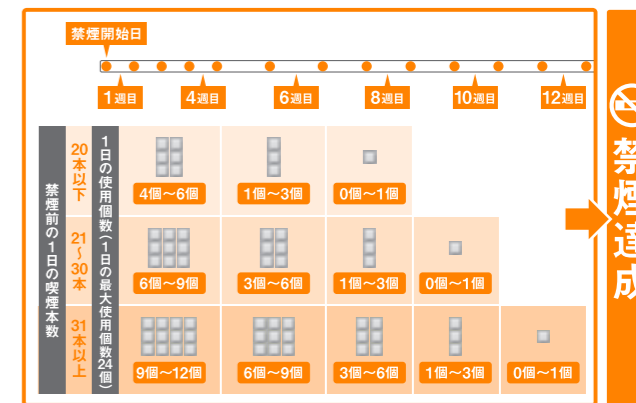 禁煙開始日
1週目
4週目
6週目
8週目
10週目
12週目
禁煙前の1日の喫煙本数
1日の使用個数(1日の最大使用個数24個)
20本以下
4個～6個
1個～3個
0個～1個
21～30本
6個～9個
3個～6個
1個～3個
0個～1個
31本以上
9個～12個
6個～9個
3個～6個
1個～3個
0個～1個
禁煙達成